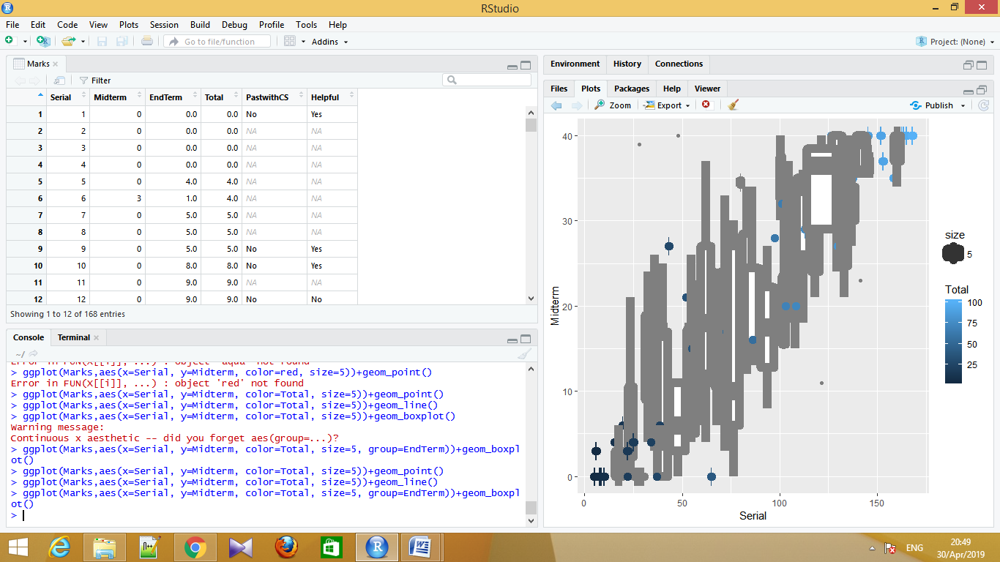 RStudio
File Edit Code View Plots Session Build Debug Profile Tools Help
Go to file/function Addins Project: (None)
Marks
Filter
Serial Midterm EndTerm Total PastwithCS Helpful
1 1 0 0.0 0.0 No Yes
2 2 0 0.0 0.0 NA NA
3 3 0 0.0 0.0 NA NA
4 4 0 0.0 0.0 NA NA
5 5 0 4.0 4.0 NA NA
6 6 3 1.0 4.0 NA NA
7 7 0 5.0 5.0 NA NA
8 8 0 5.0 5.0 NA NA
9 9 0 5.0 5.0 No Yes
10 10 0 8.0 8.0 No Yes
11 11 0 9.0 9.0 NA NA
12 12 0 9.0 9.0 No No
Showing 1 to 12 of 168 entries
Console Terminal
~/
Error in FUN(X[[i]], ...) : object 'aqua' not found
> ggplot(Marks,aes(x=Serial, y=Midterm, color=red, size=5))+geom_point()
Error in FUN(X[[i]], ...) : object 'red' not found
> ggplot(Marks,aes(x=Serial, y=Midterm, color=Total, size=5))+geom_point()
> ggplot(Marks,aes(x=Serial, y=Midterm, color=Total, size=5))+geom_line()
> ggplot(Marks,aes(x=Serial, y=Midterm, color=Total, size=5))+geom_boxplot()
Warning message:
Continuous x aesthetic -- did you forget aes(group=...)?
> ggplot(Marks,aes(x=Serial, y=Midterm, color=Total, size=5, group=EndTerm))+geom_boxpl
ot()
> ggplot(Marks,aes(x=Serial, y=Midterm, color=Total, size=5))+geom_point()
> ggplot(Marks,aes(x=Serial, y=Midterm, color=Total, size=5))+geom_line()
> ggplot(Marks,aes(x=Serial, y=Midterm, color=Total, size=5, group=EndTerm))+geom_boxpl
ot()
>
Environment History Connections
Files Plots Packages Help Viewer
Zoom Export Publish
40
30
20
10
0
Midterm
0 50 100 150
Serial
size
5
Total
100
75
50
25
ENG
20:49
30/Apr/2019